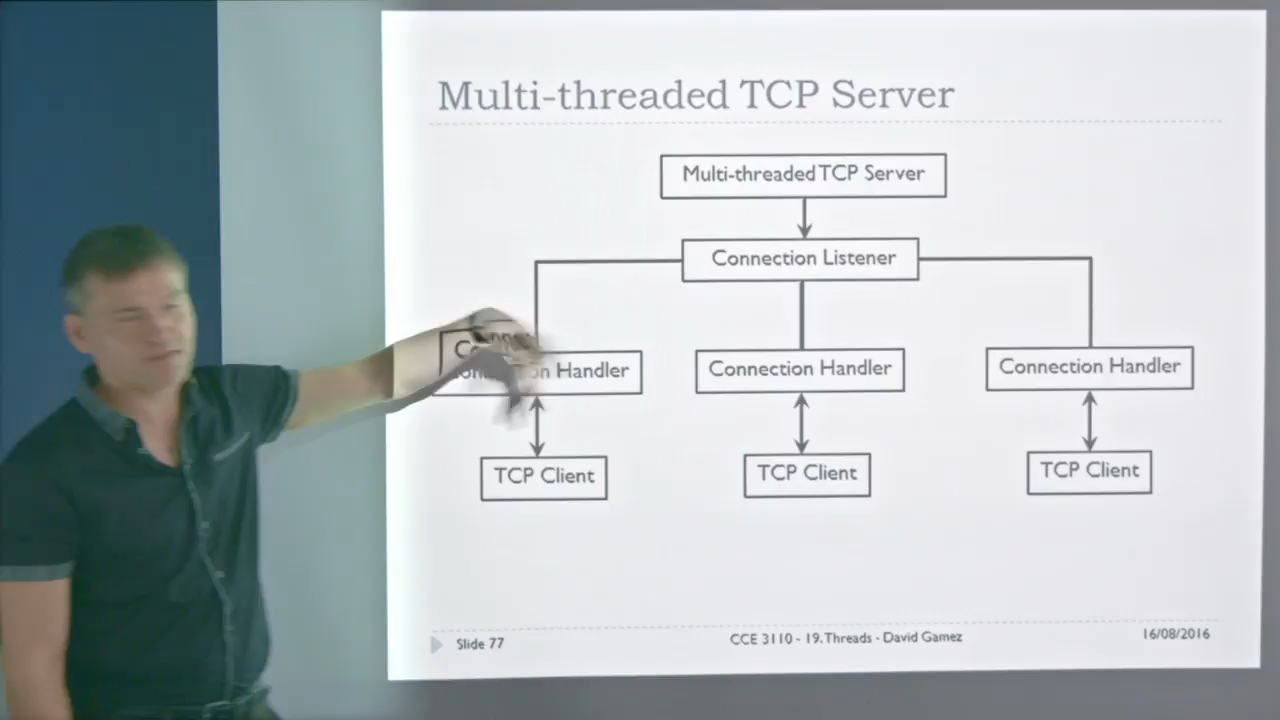 Multi-threaded TCP Server
Multi-threaded TCP Server
Connection Listener
Handler
Connection Handler
Connection Handler
TCP Client
TCP Client
TCP Client
Slide 77
CCE 3110 - 19. Threads - David Gamez
16/08/2016